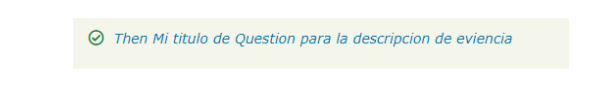 Then Mi titulo de Question para la descripcion de eviencia